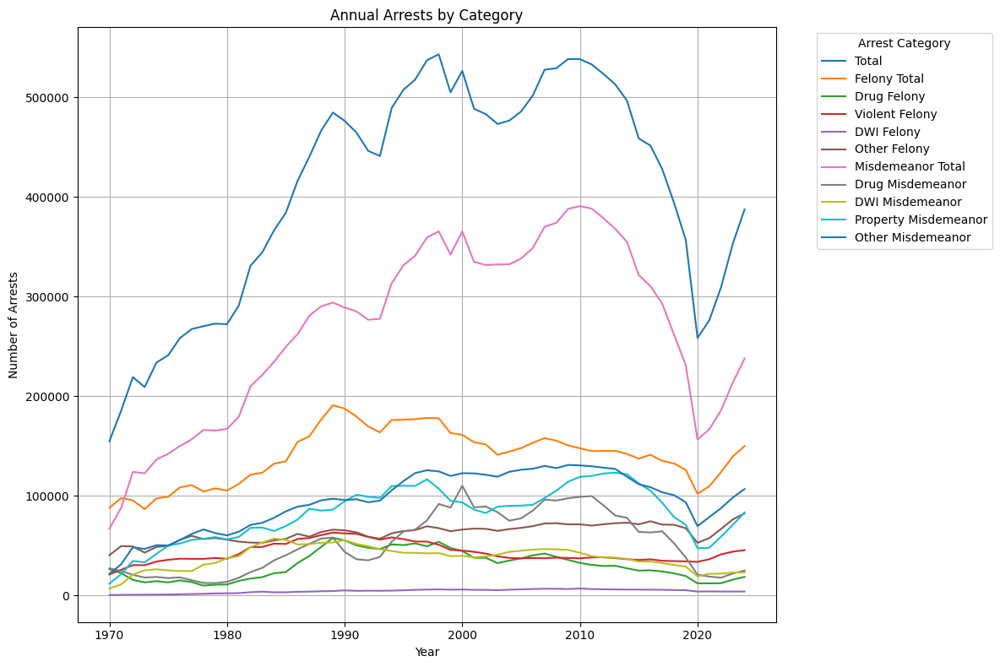 Annual Arrests by Category
Number of Arrests
500000
400000
300000
200000
100000
0
1970
1980
1990
2000
2010
2020
Year
Arrest Category
Total
Felony Total
Drug Felony
Violent Felony
DWI Felony
Other Felony
Misdemeanor Total
Drug Misdemeanor
DWI Misdemeanor
Property Misdemeanor
Other Misdemeanor